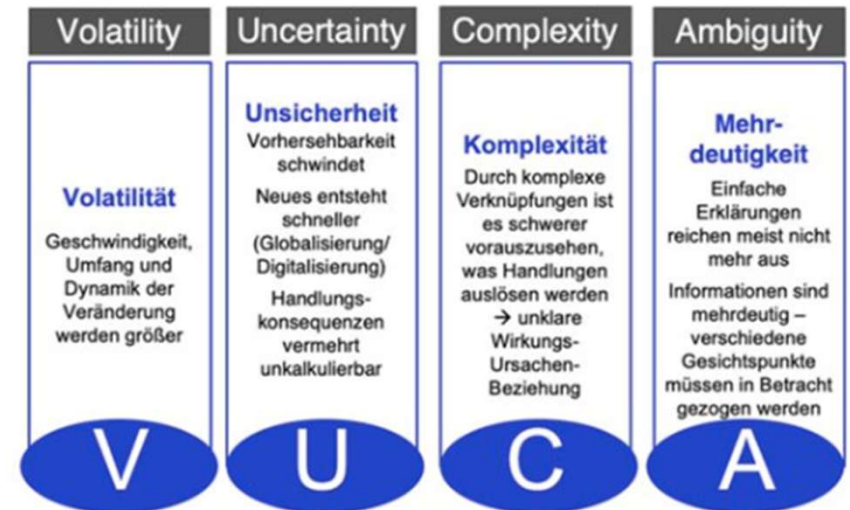 Volatility
Volatilität
Geschwindigkeit,
Umfang und
Dynamik der
Veränderung
werden größer
V
Uncertainty
Unsicherheit
Vorhersehbarkeit
schwindet
Neues entsteht
schneller
(Globalisierung/
Digitalisierung)
Handlungs-
konsequenzen
vermehrt
unkalkulierbar
U
Complexity
Komplexität
Durch komplexe
Verknüpfungen ist
es schwerer
vorauszusehen,
was Handlungen
auslösen werden
→ unklare
Wirkungs-
Ursachen-
Beziehung
C
Ambiguity
Mehr-
deutigkeit
Einfache
Erklärungen
reichen meist nicht
mehr aus
Informationen sind
mehrdeutig –
verschiedene
Gesichtspunkte
müssen in Betracht
gezogen werden
A